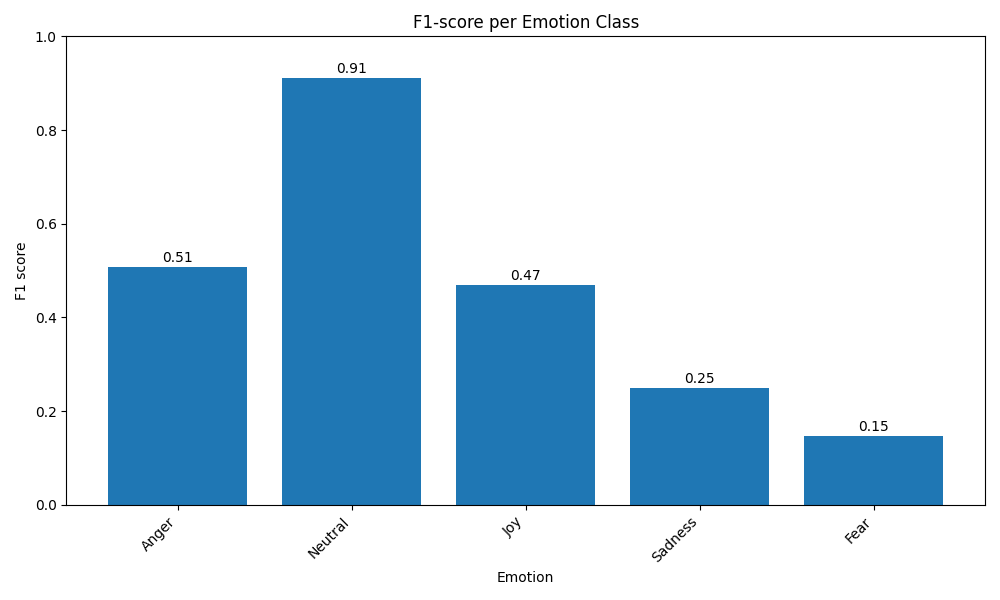 F1-score per Emotion Class
F1 score
1.0
0.8
0.6
0.4
0.2
0.0
0.51
0.91
0.47
0.25
0.15
Anger
Neutral
Joy
Sadness
Fear
Emotion